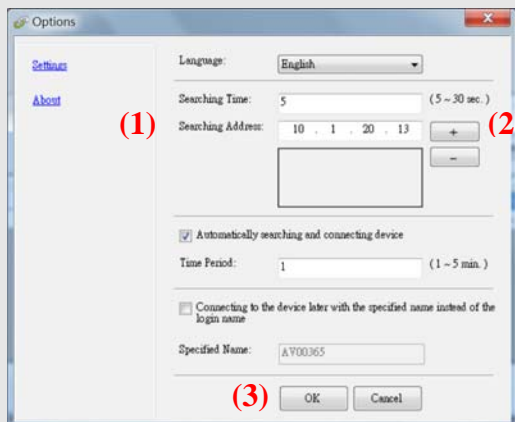 Options
Settings
About
Language:
English
Searching Time:
5
( 5 ~ 30 sec. )
(1)
Searching Address:
10 . 1 . 20 . 13
+
(2
-
Automatically searching and connecting device
Time Period:
1
( 1 ~ 5 min. )
Connecting to the device later with the specified name instead of the
login name
Specified Name:
AV00365
(3)
OK
Cancel